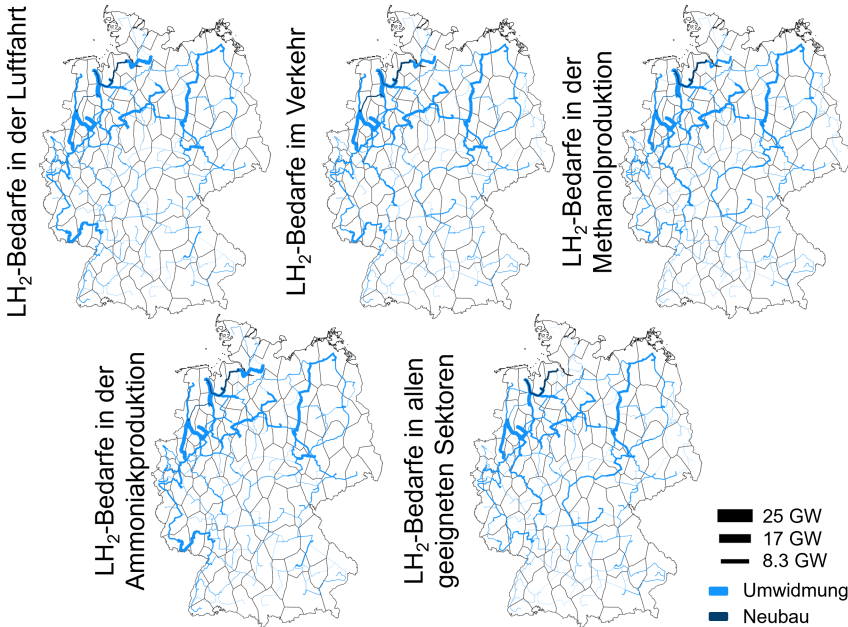 LH₂-Bedarfe in der Luftfahrt
LH₂-Bedarfe im Verkehr
LH₂-Bedarfe in der
Methanolproduktion
LH₂-Bedarfe in der
Ammoniakproduktion
LH₂-Bedarfe in allen
geeigneten Sektoren
25 GW
17 GW
8.3 GW
Umwidmung
Neubau